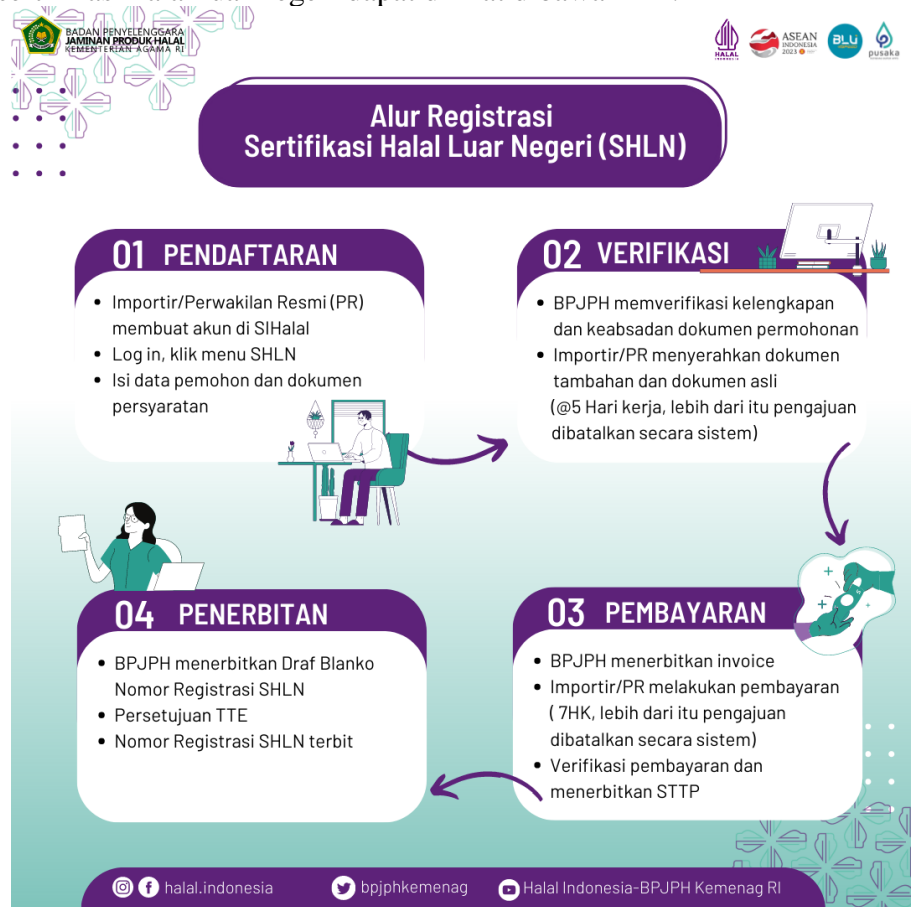 BADAN PENYELENGGARA
JAMINAN PRODUK HALAL
KEMENTERIAN AGAMA RI
HALAL
INDONESIA
ASEAN
INDONESIA
2023
BLU
pusaka
Alur Registrasi
Sertifikasi Halal Luar Negeri (SHLN)
01 PENDAFTARAN
• Importir/Perwakilan Resmi (PR)
membuat akun di SIHalal
• Log in, klik menu SHLN
• Isi data pemohon dan dokumen
persyaratan
02 VERIFIKASI
• BPJPH memverifikasi kelengkapan
dan keabsadan dokumen permohonan
• Importir/PR menyerahkan dokumen
tambahan dan dokumen asli
(@5 Hari kerja, lebih dari itu pengajuan
dibatalkan secara sistem)
03 PEMBAYARAN
• BPJPH menerbitkan invoice
• Importir/PR melakukan pembayaran
( 7HK, lebih dari itu pengajuan
dibatalkan secara sistem)
• Verifikasi pembayaran dan
menerbitkan STTP
04 PENERBITAN
• BPJPH menerbitkan Draf Blanko
Nomor Registrasi SHLN
• Persetujuan TTE
• Nomor Registrasi SHLN terbit
halal.indonesia
bpjphkemenag
Halal Indonesia-BPJPH Kemenag RI